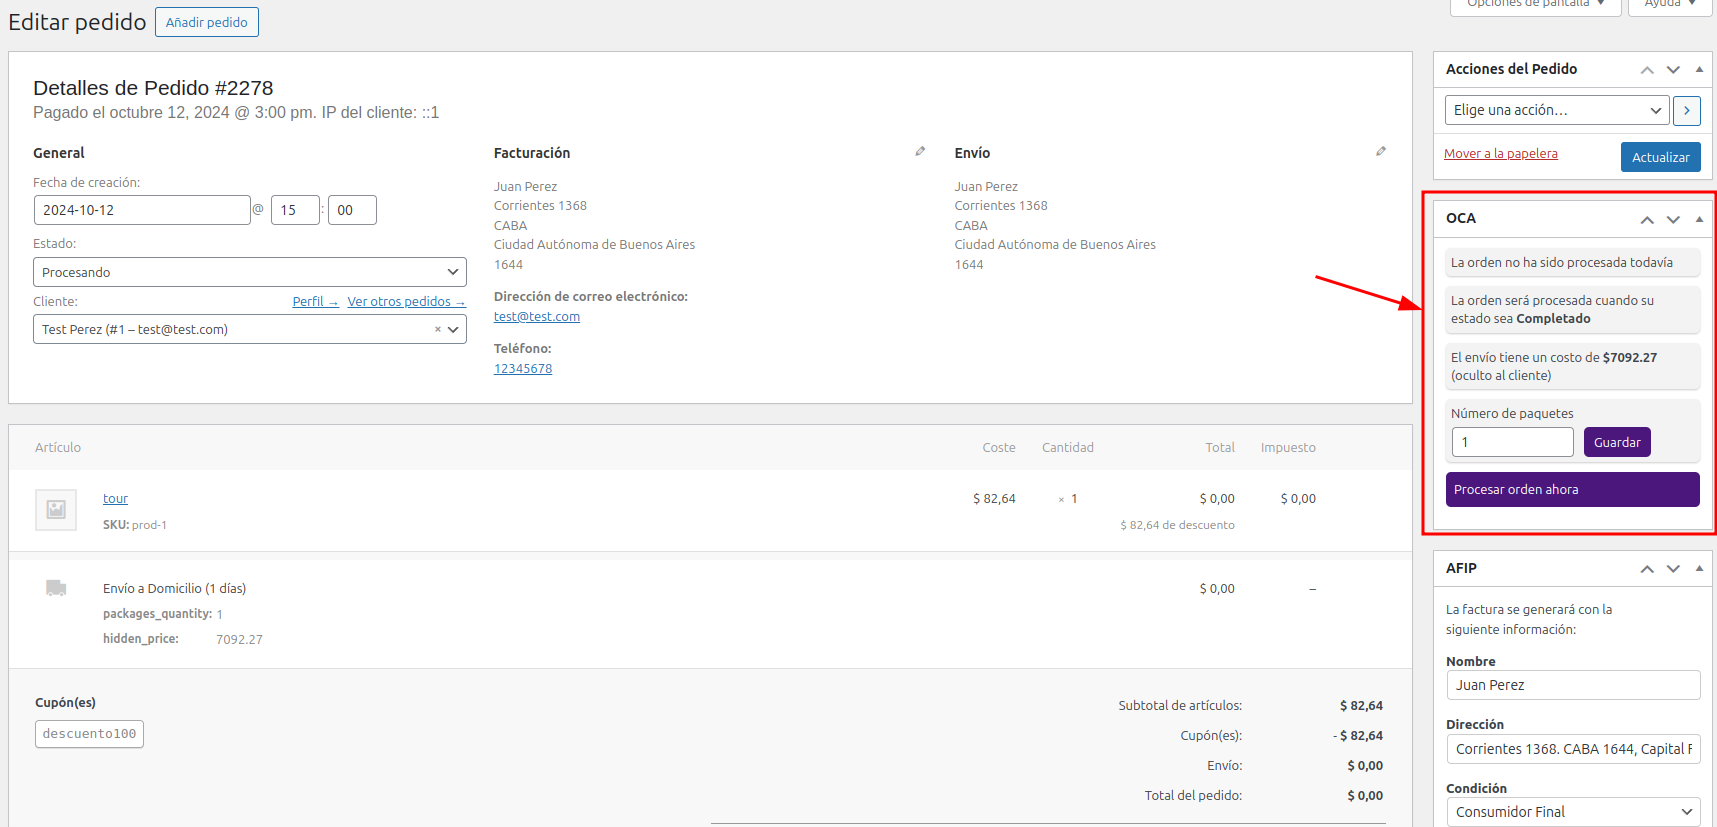 Editar pedido
Añadir pedido
Opciones de pantalla ▼
Ayuda ▼
Detalles de Pedido #2278
Pagado el octubre 12, 2024 @ 3:00 pm. IP del cliente: ::1
General
Fecha de creación:
2024-10-12 @ 15 : 00
Estado:
Procesando
Cliente:
Perfil →
Ver otros pedidos →
Test Perez (#1 – test@test.com) ×
Facturación
Juan Perez
Corrientes 1368
CABA
Ciudad Autónoma de Buenos Aires
1644
Dirección de correo electrónico:
test@test.com
Teléfono:
12345678
Envío
Juan Perez
Corrientes 1368
CABA
Ciudad Autónoma de Buenos Aires
1644
Artículo Coste Cantidad Total Impuesto
tour $ 82,64 × 1 $ 0,00 $ 0,00
SKU: prod-1 $ 82,64 de descuento
Envío a Domicilio (1 días) $ 0,00 –
packages_quantity: 1
hidden_price: 7092.27
Cupón(es)
descuento100
Subtotal de artículos: $ 82,64
Cupón(es): - $ 82,64
Envío: $ 0,00
Total del pedido: $ 0,00
Acciones del Pedido
Elige una acción...
Mover a la papelera
Actualizar
OCA
La orden no ha sido procesada todavía
La orden será procesada cuando su
estado sea Completado
El envío tiene un costo de $7092.27
(oculto al cliente)
Número de paquetes
1
Guardar
Procesar orden ahora
AFIP
La factura se generará con la
siguiente información:
Nombre
Juan Perez
Dirección
Corrientes 1368. CABA 1644, Capital F
Condición
Consumidor Final